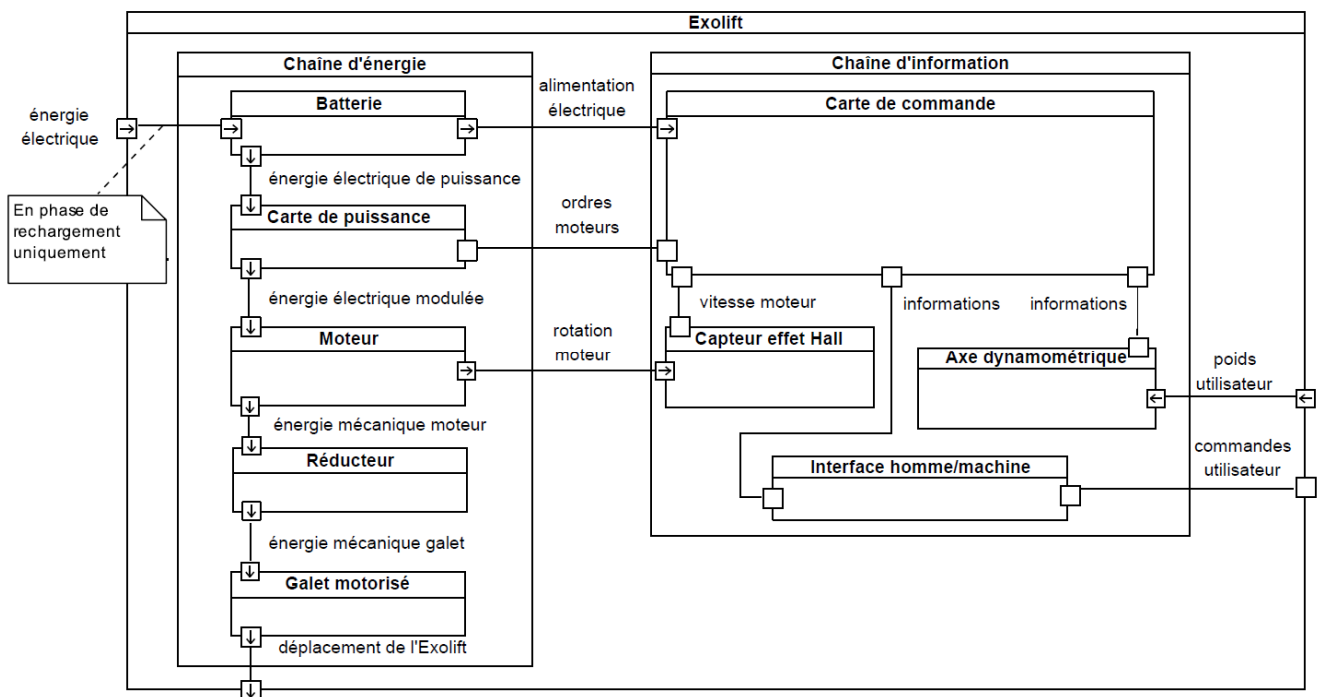 Exolift
Chaîne d'énergie
Chaîne d'information
énergie
électrique
Batterie
alimentation
électrique
Carte de commande
énergie électrique de puissance
En phase de
rechargement
uniquement
Carte de puissance
ordres
moteurs
énergie électrique modulée
vitesse moteur
informations
informations
Moteur
rotation
moteur
Capteur effet Hall
Axe dynamométrique
poids
utilisateur
énergie mécanique moteur
commandes
utilisateur
Réducteur
Interface homme/machine
énergie mécanique galet
Galet motorisé
déplacement de l'Exolift